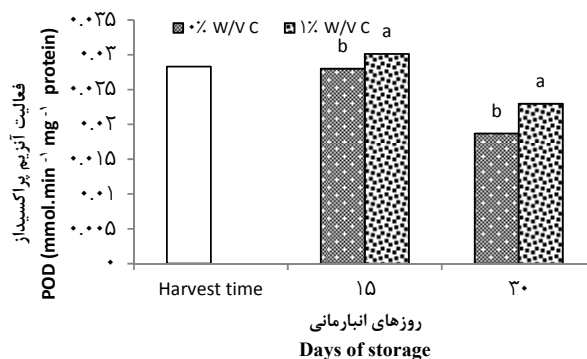 ۰.۰۳۵
۰.۰۳
۰.۰۲۵
۰.۰۲
۰.۰۱۵
۰.۰۱
۰.۰۰۵
۰
فعالیت آنزیم پراکسیداز
POD (mmol.min ⁻¹ mg ⁻¹ protein)
۰٪ W/V C ۱٪ W/V C
b a
b a
Harvest time ۱۵ ۳۰
روزهای انبارمانی
Days of storage